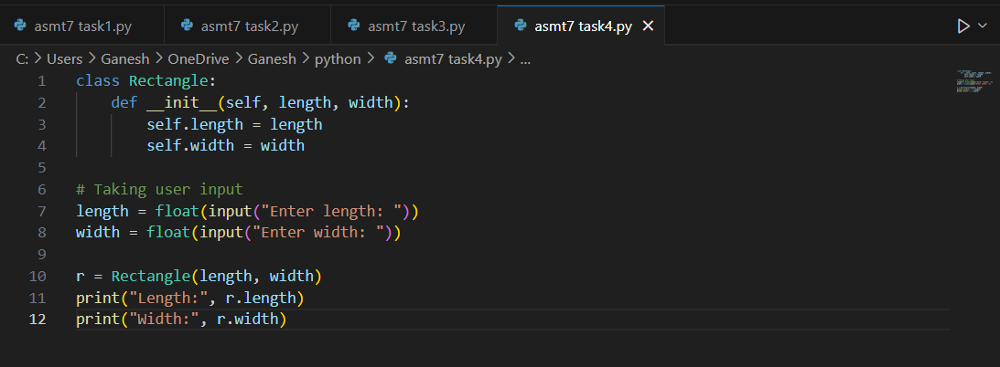 asmt7 task1.py asmt7 task2.py asmt7 task3.py asmt7 task4.py
C: > Users > Ganesh > OneDrive > Ganesh > python > asmt7 task4.py > ...
1 class Rectangle:
2     def __init__(self, length, width):
3         self.length = length
4         self.width = width
5
6 # Taking user input
7 length = float(input("Enter length: "))
8 width = float(input("Enter width: "))
9
10 r = Rectangle(length, width)
11 print("Length:", r.length)
12 print("Width:", r.width)